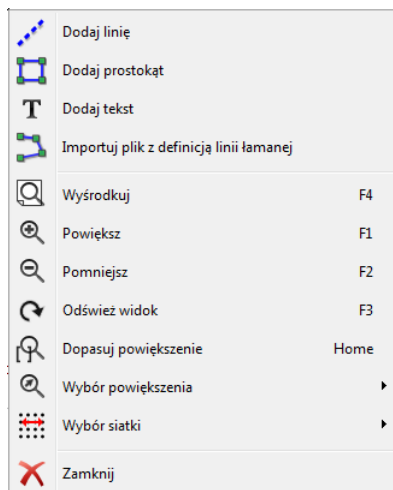 Dodaj linię
Dodaj prostokąt
Dodaj tekst
Importuj plik z definicją linii łamanej
Wyśrodkuj F4
Powiększ F1
Pomniejsz F2
Odśwież widok F3
Dopasuj powiększenie Home
Wybór powiększenia
Wybór siatki
Zamknij